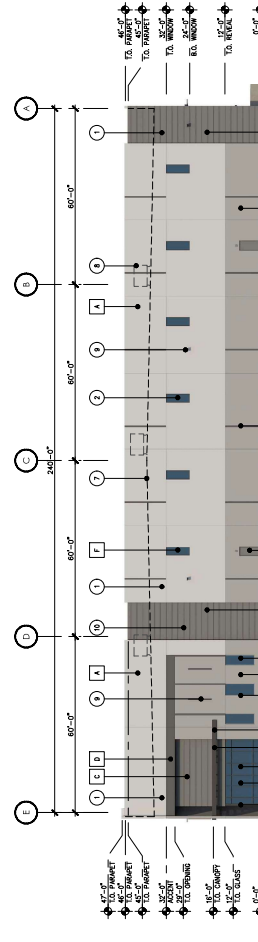 46'-0"
T.O. PARAPET
45'-0"
T.O. PARAPET
32'-0"
T.O. WINDOW
24'-0"
B.O. WINDOW
12'-0"
T.O. REVEAL
0'-0"
A
B
C
D
E
240'-0"
60'-0"
60'-0"
60'-0"
60'-0"
1
8
A
9
2
7
F
1
10
A
9
D
C
1
47'-0"
T.O. PARAPET
46'-0"
T.O. PARAPET
45'-0"
T.O. PARAPET
32'-0"
ACCENT
29'-0"
T.O. OPENING
16'-0"
T.O. CANOPY
12'-0"
T.O. GLASS
0'-0"